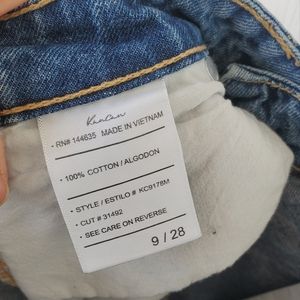 KanCan
• RN# 144635 MADE IN VIETNAM
• 100% COTTON / ALGODON
• STYLE / ESTILO # KC9178M
• CUT # 31492
• SEE CARE ON REVERSE
9 / 28